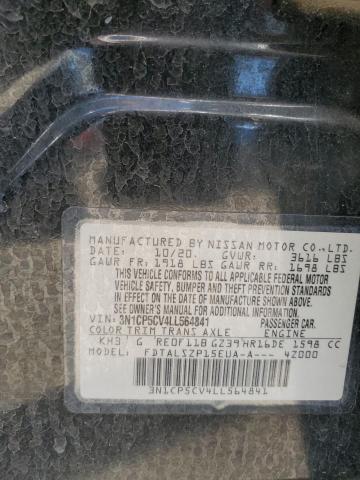 MANUFACTURED BY NISSAN MOTOR CO., LTD.
DATE: 10/20. GVWR: 3616 LBS
GAWR FR: 1918 LBS GAWR RR: 1698 LBS
THIS VEHICLE CONFORMS TO ALL APPLICABLE FEDERAL MOTOR
VEHICLE SAFETY, BUMPER AND THEFT PREVENTION STANDARDS
IN EFFECT ON THE DATE OF MANUFACTURE SHOWN ABOVE.
SEE OWNER'S MANUAL FOR ADDITIONAL INFORMATION
VIN: 3N1CP5CV4LL564841 PASSENGER CAR.
COLOR TRIM TRANS AXLE ENGINE
KH3 G RE0F11B GZ39 HR16DE 1598 CC
MODEL: FDTALSZP15EUA-A--- 4Z000
3N1CP5CV4LL564841